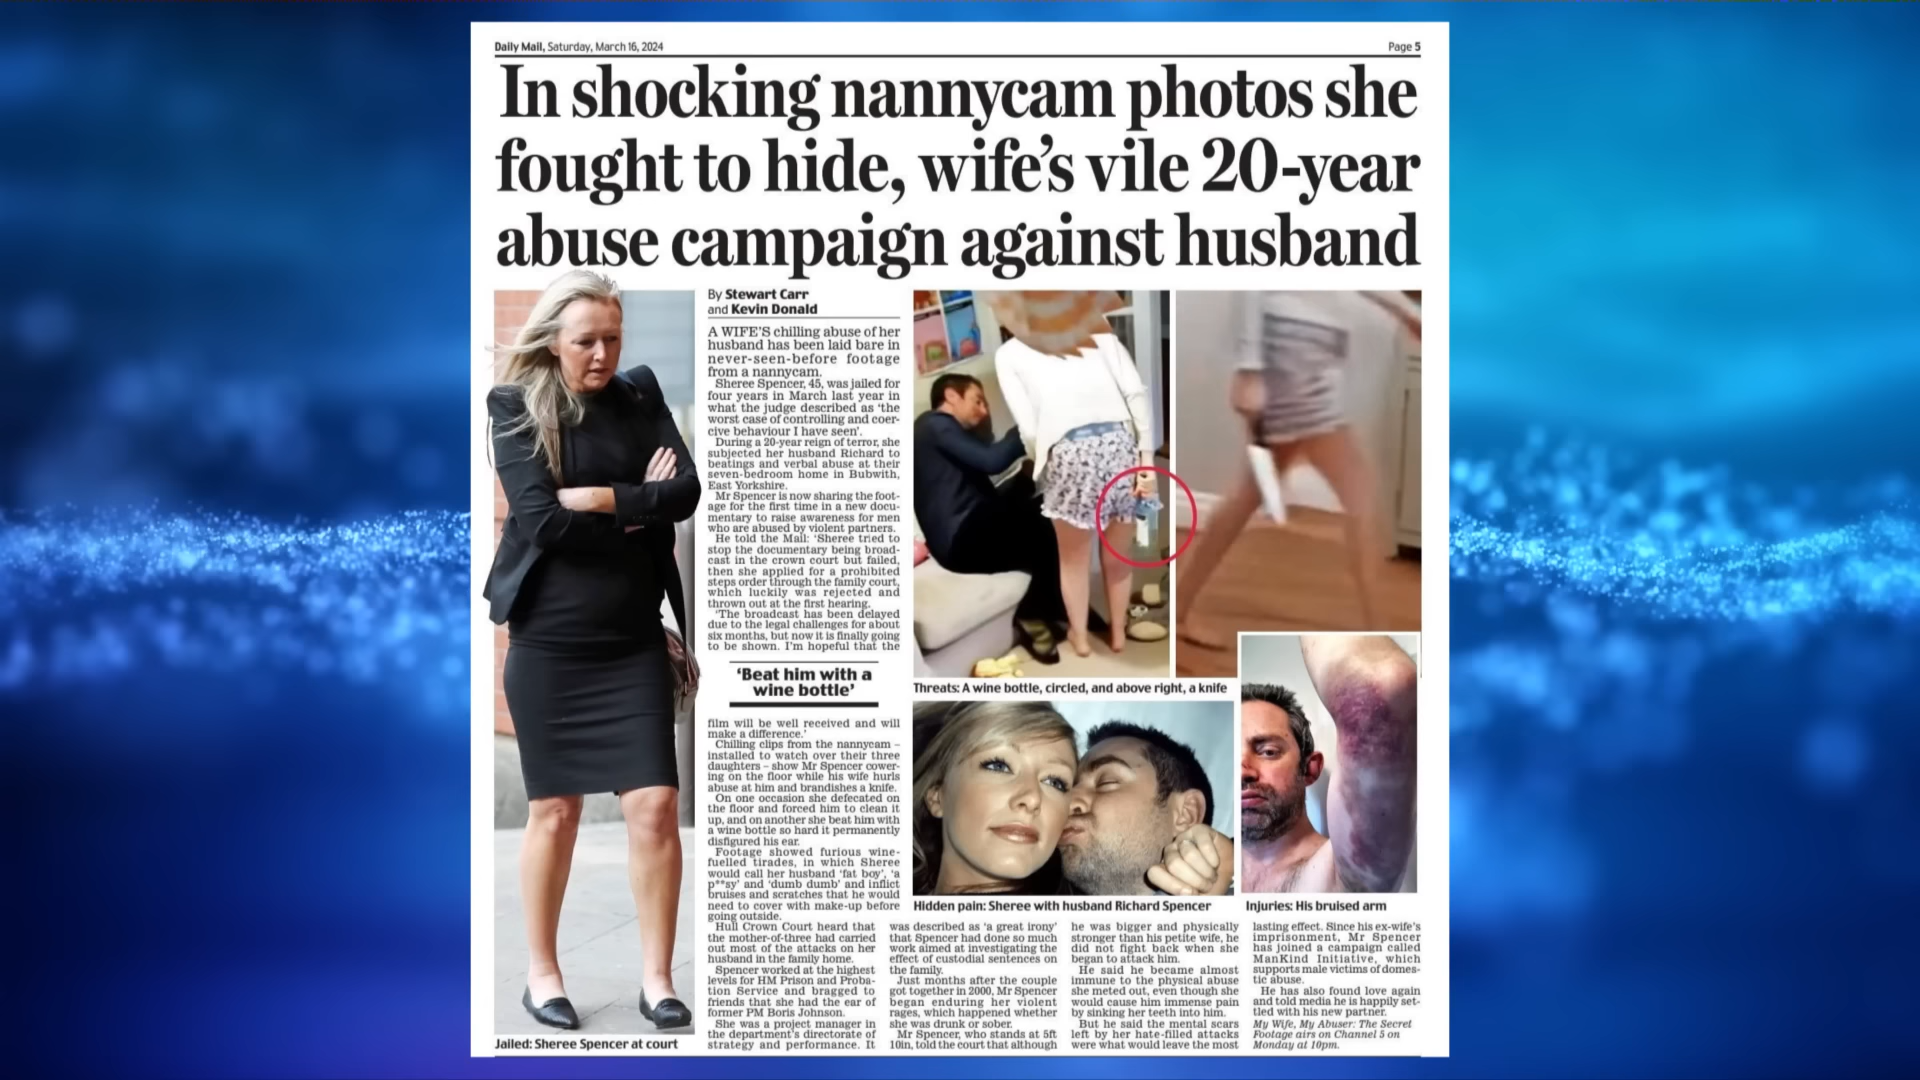 Daily Mail, Saturday, March 16, 2024
Page 5
In shocking nannycam photos she
fought to hide, wife's vile 20-year
abuse campaign against husband
By Stewart Carr
and Kevin Donald
A WIFE'S chilling abuse of her
husband has been laid bare in
never-seen-before footage
from a nannycam.
Sheree Spencer, 45, was jailed for
four years in March last year in
what the judge described as 'the
worst case of controlling and coer-
cive behaviour I have seen'.
During a 20-year reign of terror, she
subjected her husband Richard to
beatings and verbal abuse at their
seven-bedroom home in Bubwith,
East Yorkshire.
Mr Spencer is now sharing the foot-
age for the first time in a new docu-
mentary to raise awareness for men
who are abused by violent partners.
He told the Mail: 'Sheree tried to
stop the documentary being broad-
cast in the crown court but failed,
then she applied for a prohibited
steps order through the family court,
which luckily was rejected and
thrown out at the first hearing.
'The broadcast has been delayed
due to the legal challenges for about
six months, but now it is finally going
to be shown. I'm hopeful that the
'Beat him with a
wine bottle'
film will be well received and will
make a difference.'
Chilling clips from the nannycam –
installed to watch over their three
daughters – show Mr Spencer cower-
ing on the floor while his wife hurls
abuse at him and brandishes a knife.
On one occasion she defecated on
the floor and forced him to clean it
up, and on another she beat him with
a wine bottle so hard it permanently
disfigured his ear.
Footage showed furious wine-
fuelled tirades, in which Sheree
would call her husband 'fat boy', 'a
p**sy' and 'dumb dumb' and inflict
bruises and scratches that he would
need to cover with make-up before
going outside.
Hull Crown Court heard that
the mother-of-three had carried
out most of the attacks on her
husband in the family home.
Spencer worked at the highest
levels for HM Prison and Proba-
tion Service and bragged to
friends that she had the ear of
former PM Boris Johnson.
She was a project manager in
the department's directorate of
strategy and performance. It
was described as 'a great irony'
that Spencer had done so much
work aimed at investigating the
effect of custodial sentences on
the family.
Just months after the couple
got together in 2000, Mr Spencer
began enduring her violent
rages, which happened whether
she was drunk or sober.
Mr Spencer, who stands at 5ft
10in, told the court that although
he was bigger and physically
stronger than his petite wife, he
did not fight back when she
began to attack him.
He said he became almost
immune to the physical abuse
she meted out, even though she
would cause him immense pain
by sinking her teeth into him.
But he said the mental scars
left by her hate-filled attacks
were what would leave the most
lasting effect. Since his ex-wife's
imprisonment, Mr Spencer
has joined a campaign called
ManKind Initiative, which
supports male victims of domes-
tic abuse.
He has also found love again
and told media he is happily set-
tled with his new partner.
My Wife, My Abuser: The Secret
Footage airs on Channel 5 on
Monday at 10pm.
Threats: A wine bottle, circled, and above right, a knife
Hidden pain: Sheree with husband Richard Spencer
Injuries: His bruised arm
Jailed: Sheree Spencer at court